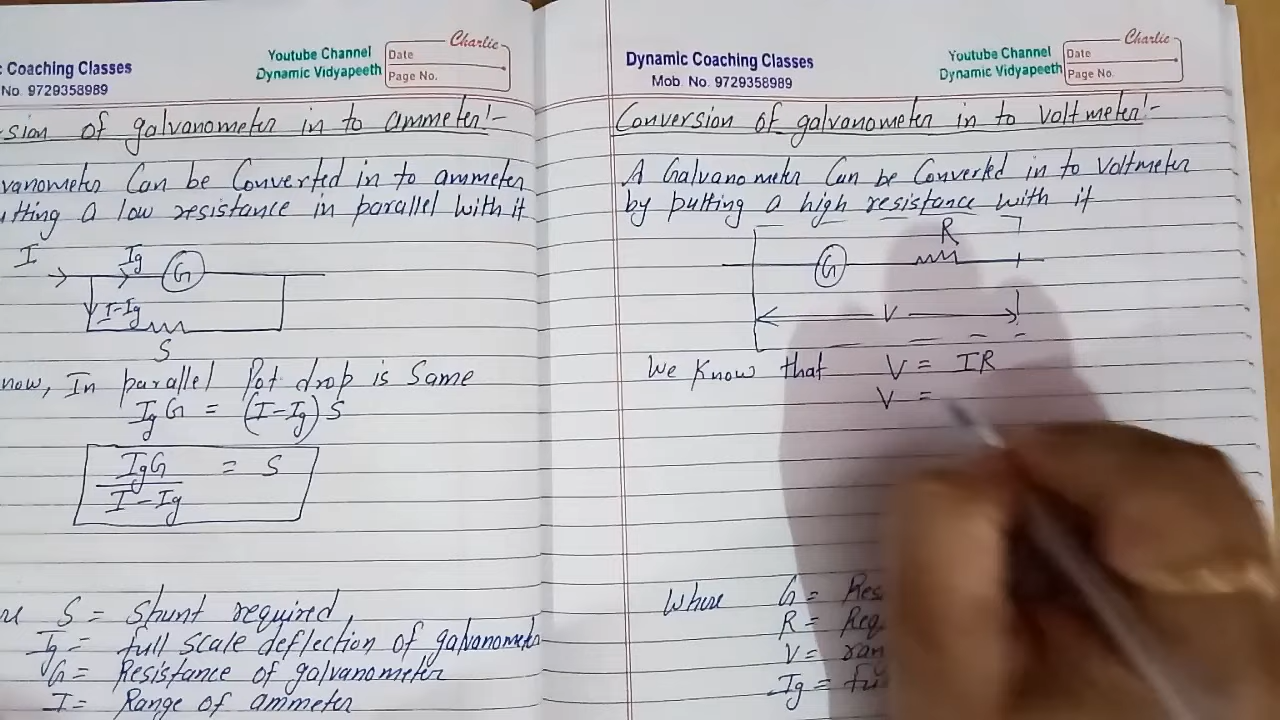 : Coaching Classes
No. 9729358989
Youtube Channel
Dynamic Vidyapeeth
Charlie
Date
Page No.
sion of galvanometer in to ammeter!-
vanometer Can be Converted in to ammeter
utting a low resistance in parallel with it
I
Ig
G
I-Ig
S
now, In parallel Pot drop is Same
IgG = (I-Ig) S
IgG = S
I-Ig
S = Shunt required,
Ig = full scale deflection of galvanometer
G = Resistance of galvanometer
I = Range of ammeter
Dynamic Coaching Classes
Mob. No. 9729358989
Youtube Channel
Dynamic Vidyapeeth
Charlie
Date
Page No.
Conversion of galvanometer in to voltmeter!-
A Galvanometer Can be Converted in to Voltmeter
by putting a high resistance with it
R
G
V
We Know that V = IR
V =
Where G = Res
R = Req
V = ran
Ig = fu